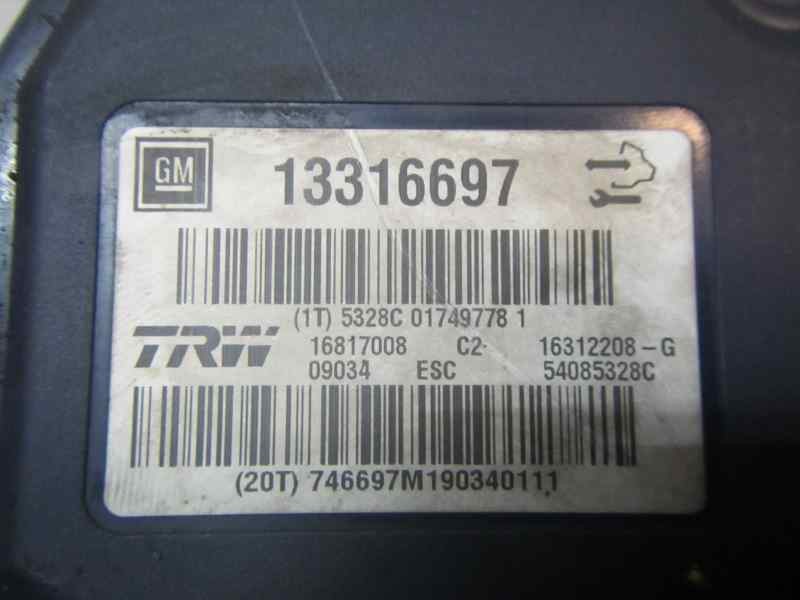 GM 13316697
(1T) 5328C 01749778 1
TRW 16817008 C2 16312208-G
09034 ESC 54085328C
(20T) 746697M190340111